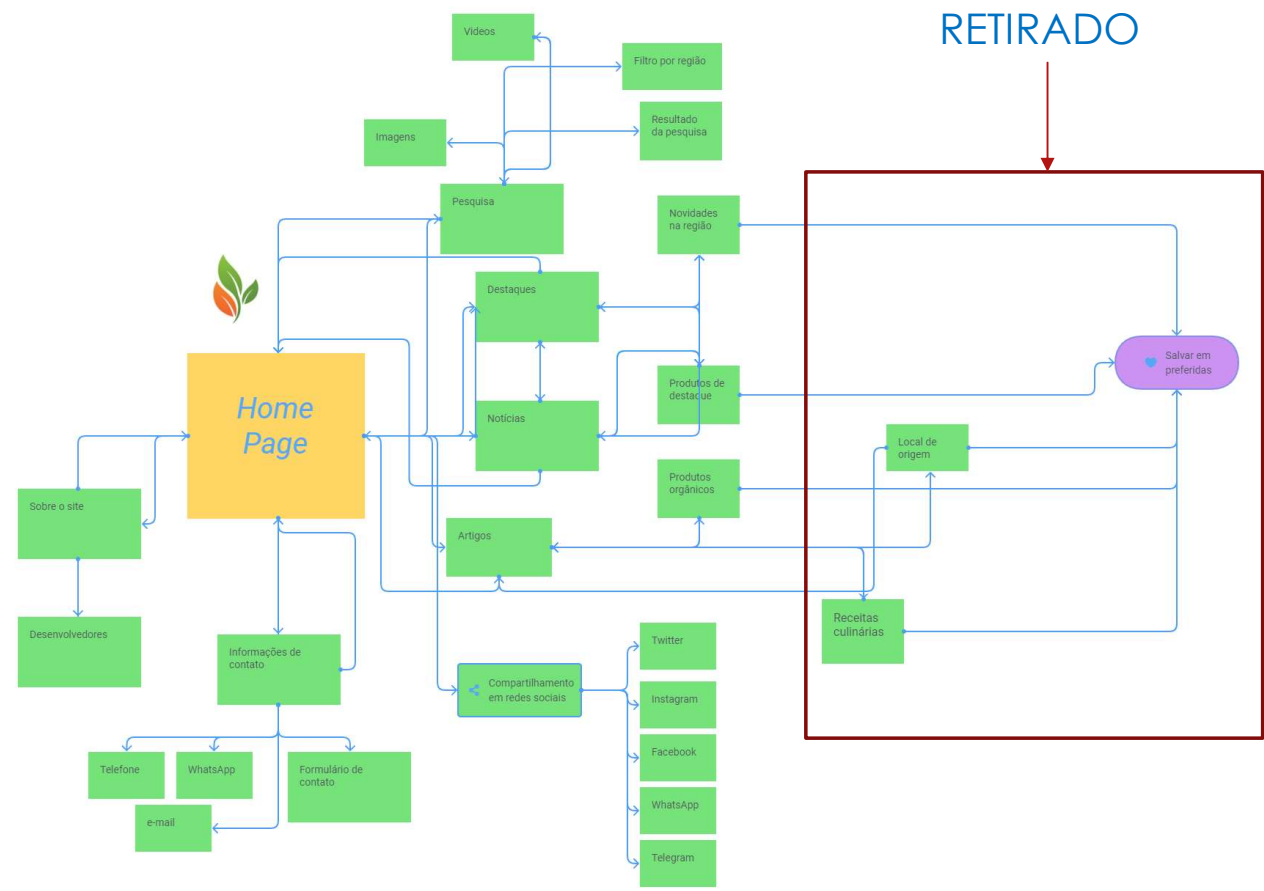 RETIRADO
Vídeos
Filtro por região
Resultado
da pesquisa
Imagens
Pesquisa
Novidades
na região
Destaques
Salvar em
preferidas
Home
Page
Produtos de
destaque
Notícias
Local de
origem
Produtos
orgânicos
Sobre o site
Artigos
Desenvolvedores
Informações de
contato
Receitas
culinárias
Twitter
Compartilhamento
em redes sociais
Instagram
Facebook
Telefone
WhatsApp
Formulário de
contato
WhatsApp
e-mail
Telegram